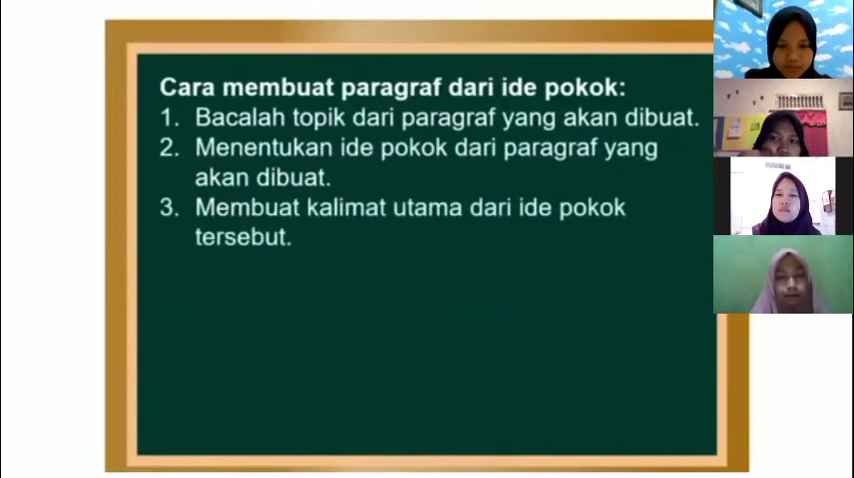 Cara membuat paragraf dari ide pokok:
1. Bacalah topik dari paragraf yang akan dibuat.
2. Menentukan ide pokok dari paragraf yang
akan dibuat.
3. Membuat kalimat utama dari ide pokok
tersebut.